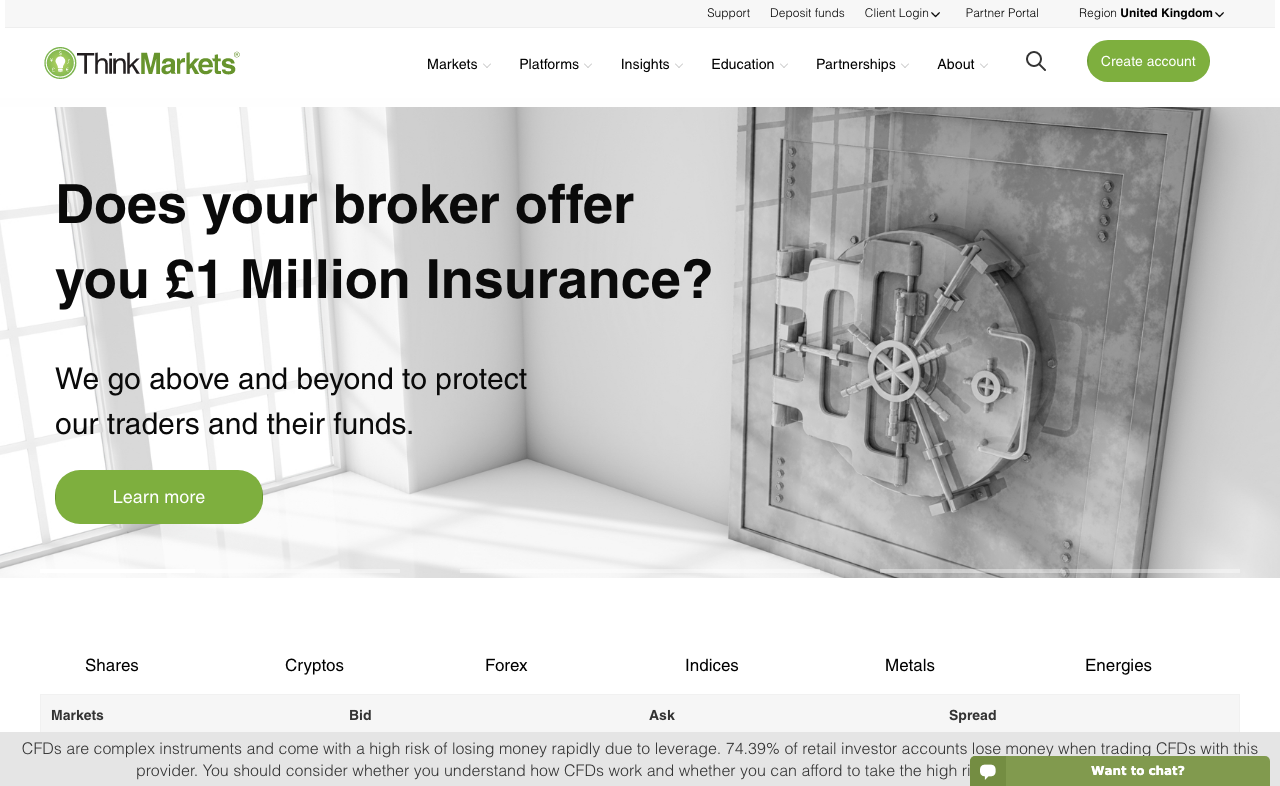 Support Deposit funds Client Login Partner Portal Region United Kingdom
ThinkMarkets®
Markets Platforms Insights Education Partnerships About Create account
Does your broker offer
you £1 Million Insurance?
We go above and beyond to protect
our traders and their funds.
Learn more
Shares Cryptos Forex Indices Metals Energies
Markets Bid Ask Spread
CFDs are complex instruments and come with a high risk of losing money rapidly due to leverage. 74.39% of retail investor accounts lose money when trading CFDs with this
provider. You should consider whether you understand how CFDs work and whether you can afford to take the high
Want to chat?